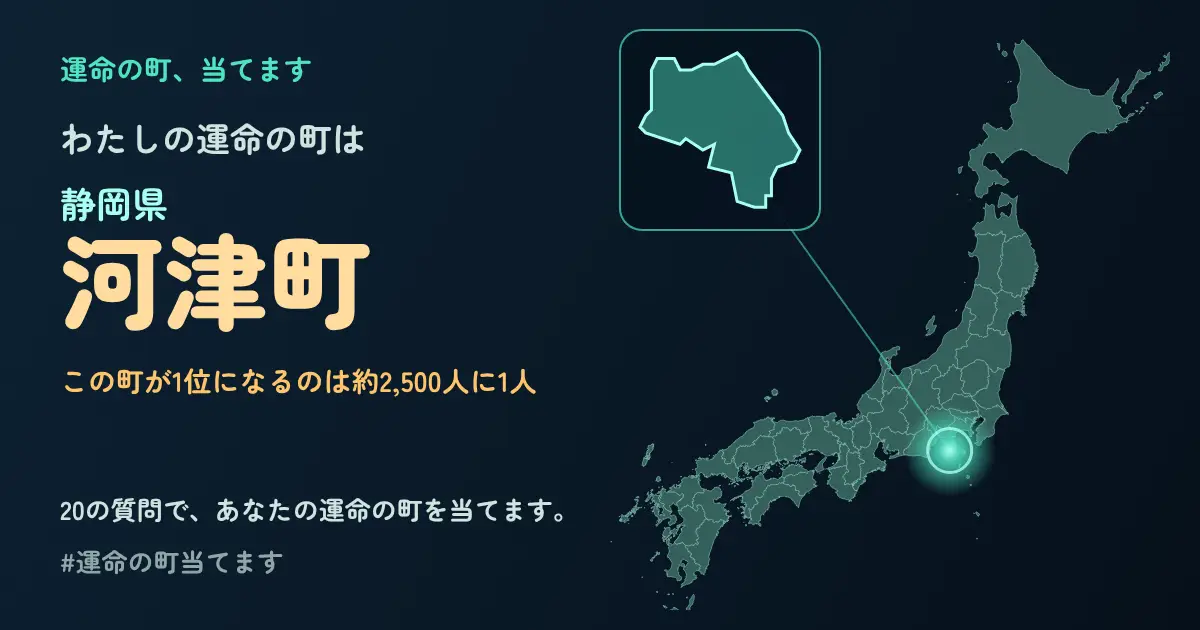 運命の町、当てます
わたしの運命の町は
静岡県
河津町
この町が1位になるのは約2,500人に1人
20の質問で、あなたの運命の町を当てます。
#運命の町当てます